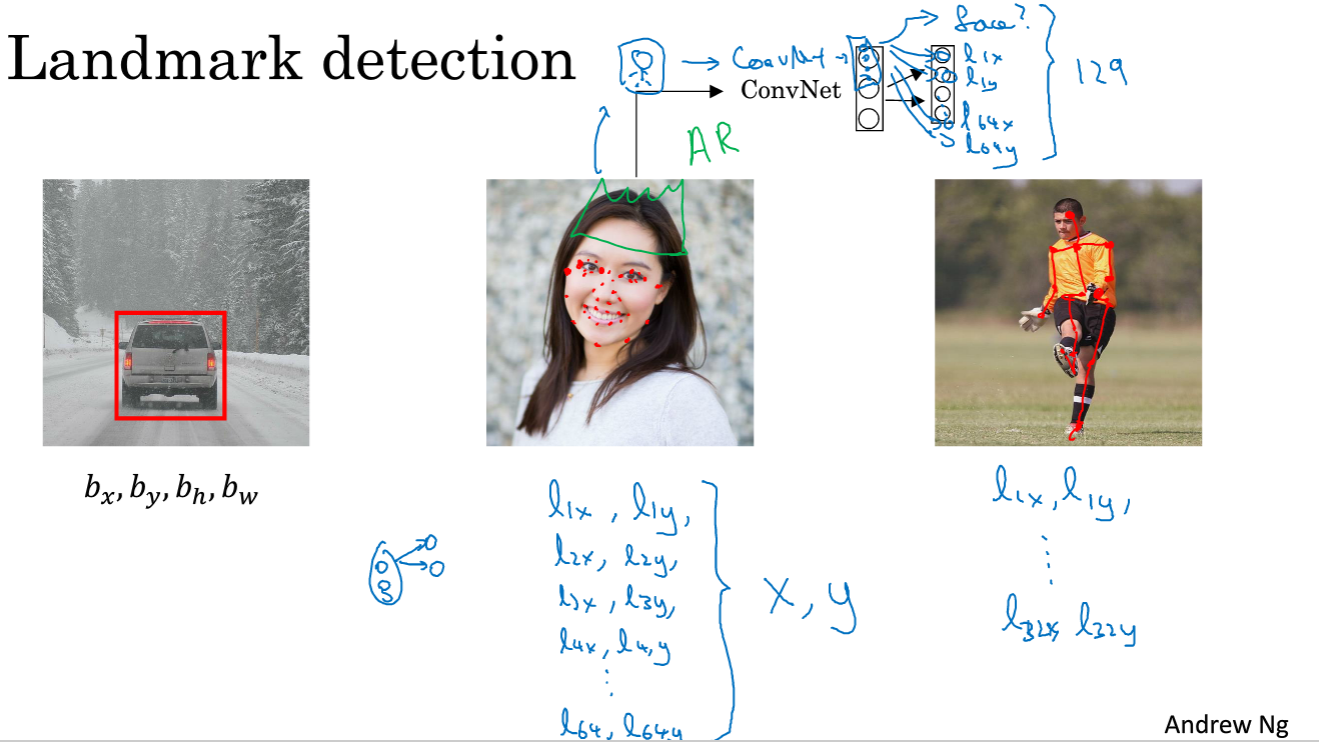 Landmark detection
ConvNet → face?
ConvNet
l1x
l1y
l64x
l64y
129
AR
bx, by, bh, bw
l1x, l1y,
l2x, l2y,
l3x, l3y,
l4x, l4,y
⋮
l64, l64y
x, y
l1x, l1y,
⋮
l32x, l32y
Andrew Ng